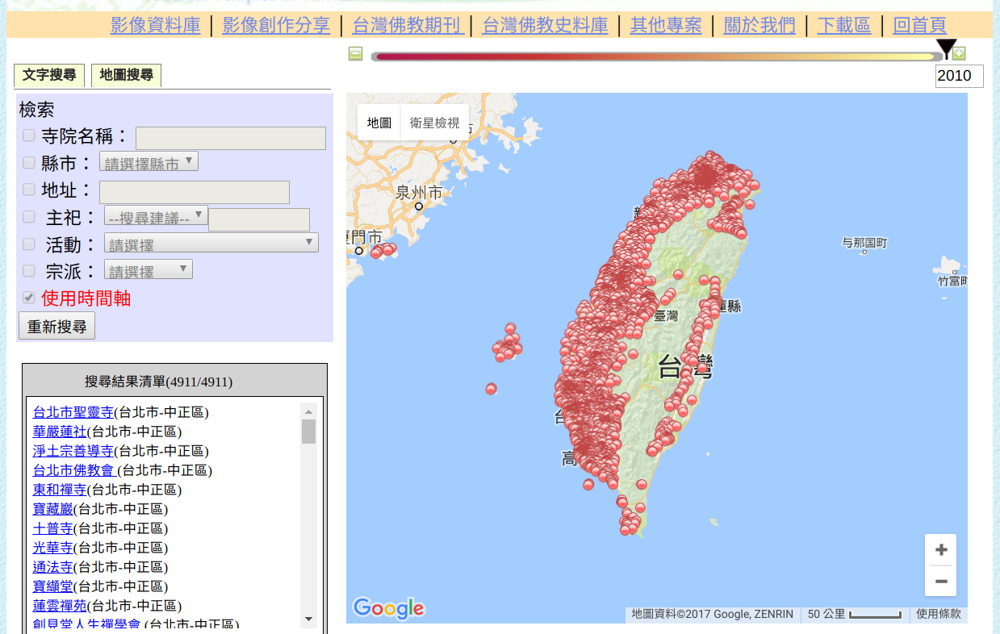 影像資料庫 | 影像創作分享 | 台灣佛教期刊 | 台灣佛教史料庫 | 其他專案 | 關於我們 | 下載區 | 回首頁
2010
文字搜尋 地圖搜尋
檢索
寺院名稱：
縣市： 請選擇縣市
地址：
主祀： --搜尋建議--
活動： 請選擇
宗派： 請選擇
使用時間軸
重新搜尋
搜尋結果清單(4911/4911)
台北市聖靈寺(台北市-中正區)
華嚴蓮社(台北市-中正區)
淨土宗善導寺(台北市-中正區)
台北市佛教會 (台北市-中正區)
東和禪寺(台北市-中正區)
寶藏巖(台北市-中正區)
十普寺(台北市-中正區)
光華寺(台北市-中正區)
通法寺(台北市-中正區)
寶纈堂(台北市-中正區)
蓮雲禪苑(台北市-中正區)
創見堂人生禪學會 (台北市-中正區)
地圖 衛星檢視
泉州市
廈門市
新
与那国町
竹富町
臺灣
蓮縣
台灣
台
高
Google
地圖資料©2017 Google, ZENRIN 50 公里 使用條款